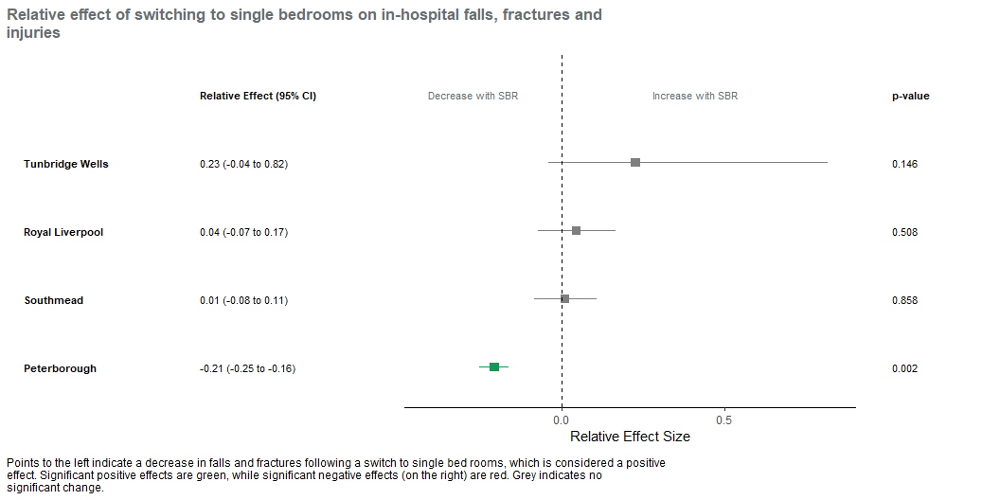 Relative effect of switching to single bedrooms on in-hospital falls, fractures and
injuries
Relative Effect (95% CI) Decrease with SBR Increase with SBR p-value
Tunbridge Wells 0.23 (-0.04 to 0.82) 0.146
Royal Liverpool 0.04 (-0.07 to 0.17) 0.508
Southmead 0.01 (-0.08 to 0.11) 0.858
Peterborough -0.21 (-0.25 to -0.16) 0.002
0.0 0.5
Relative Effect Size
Points to the left indicate a decrease in falls and fractures following a switch to single bed rooms, which is considered a positive
effect. Significant positive effects are green, while significant negative effects (on the right) are red. Grey indicates no
significant change.